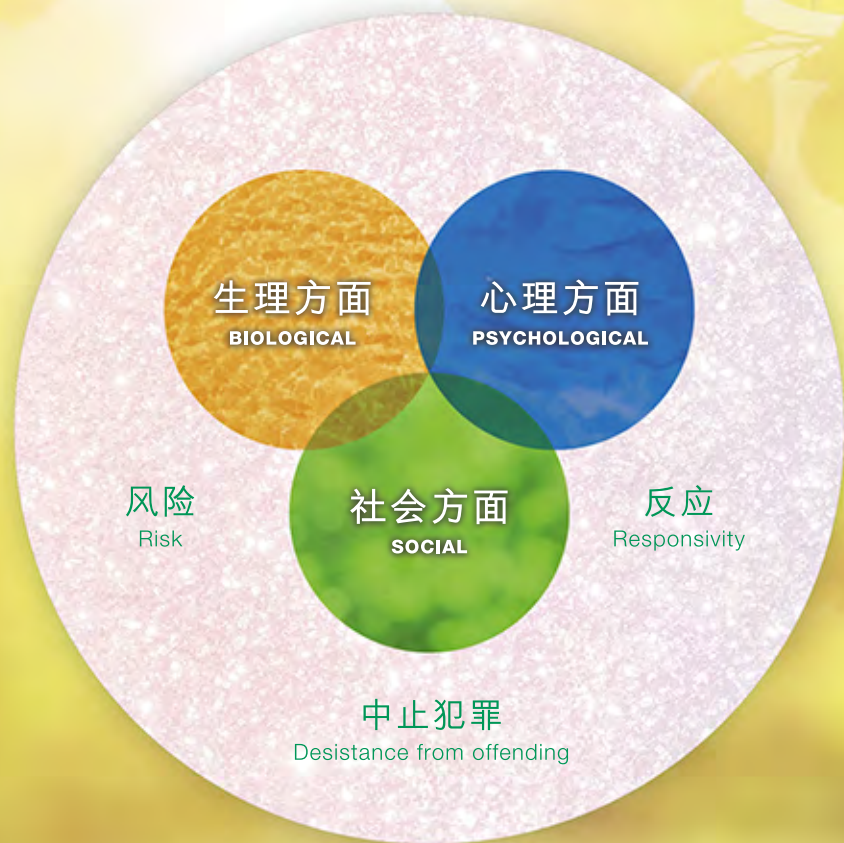 生理方面
BIOLOGICAL
心理方面
PSYCHOLOGICAL
社会方面
SOCIAL
风险
Risk
反应
Responsivity
中止犯罪
Desistance from offending